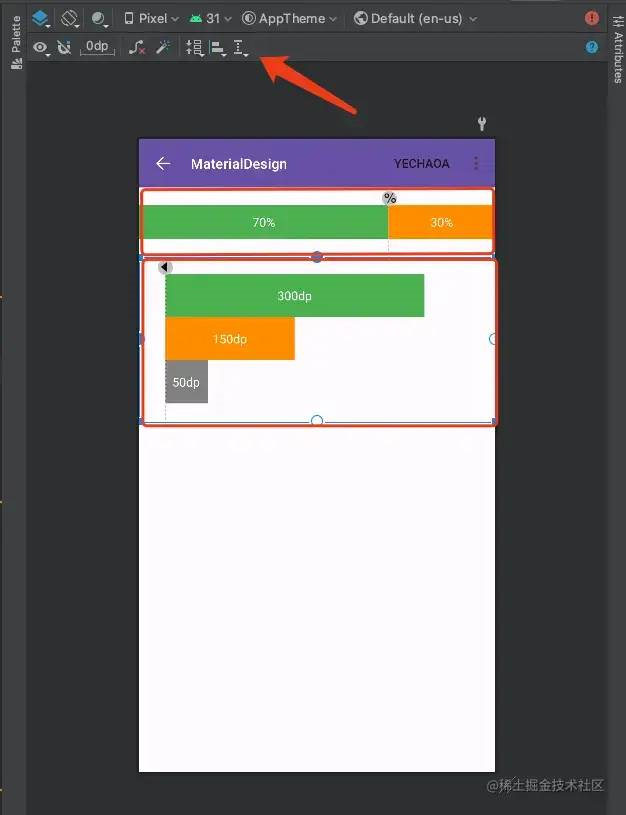 Palette
Pixel 31 AppTheme Default (en-us)
0dp
Attributes
MaterialDesign YECHAOA
%
70% 30%
300dp
150dp
50dp
@稀土掘金技术社区